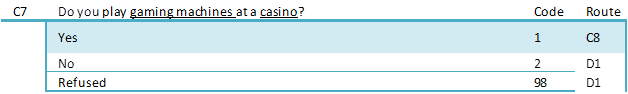 C7 Do you play gaming machines at a casino? Code Route
Yes 1 C8
No 2 D1
Refused 98 D1